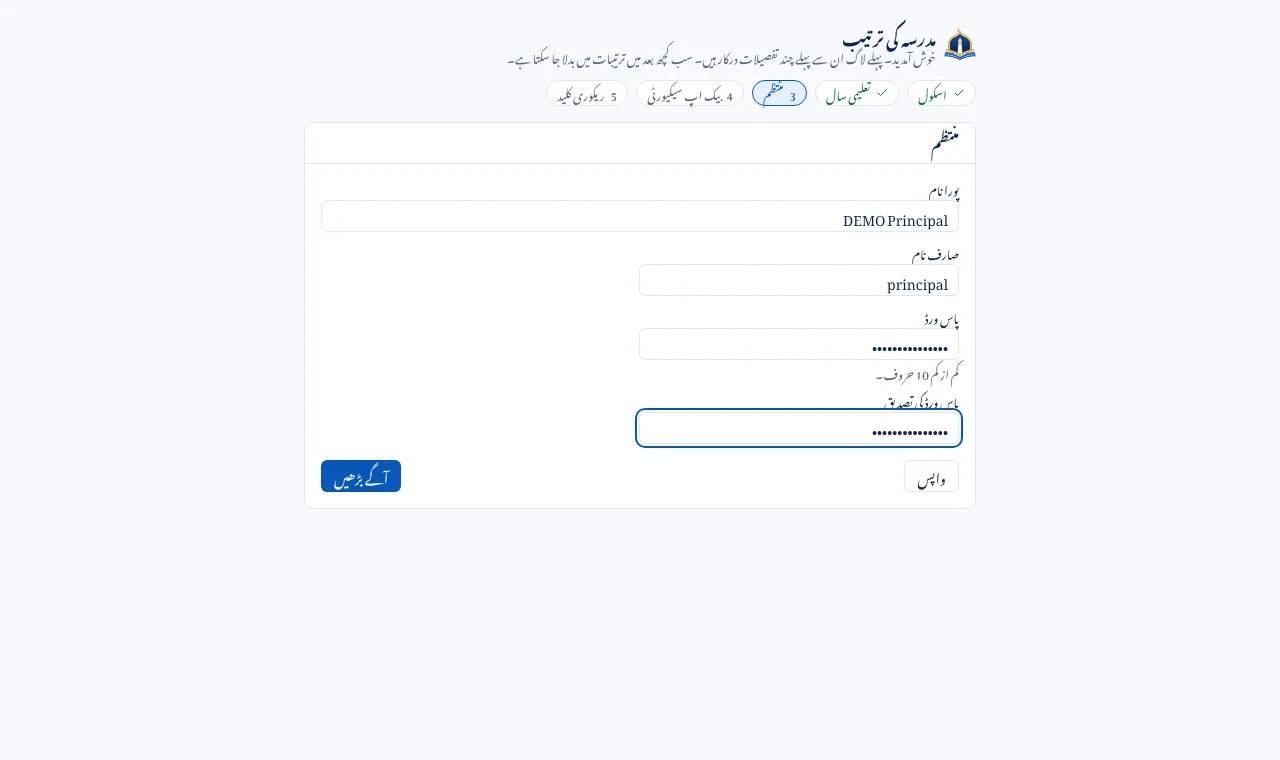 مدرسہ کی ترتیب
خوش آمدید۔ پہلے لاگ ان سے پہلے چند تفصیلات درکار ہیں۔ سب کچھ بعد میں ترتیبات میں بدلا جا سکتا ہے۔
اسکول
تعلیمی سال
3 منتظم
4 بیک اپ سیکیورٹی
5 ریکوری کلید
منتظم
پورا نام
DEMO Principal
صارف نام
principal
پاس ورڈ
•••••••••••••••
کم از کم 10 حروف۔
پاس ورڈ کی تصدیق
•••••••••••••••
واپس
آگے بڑھیں